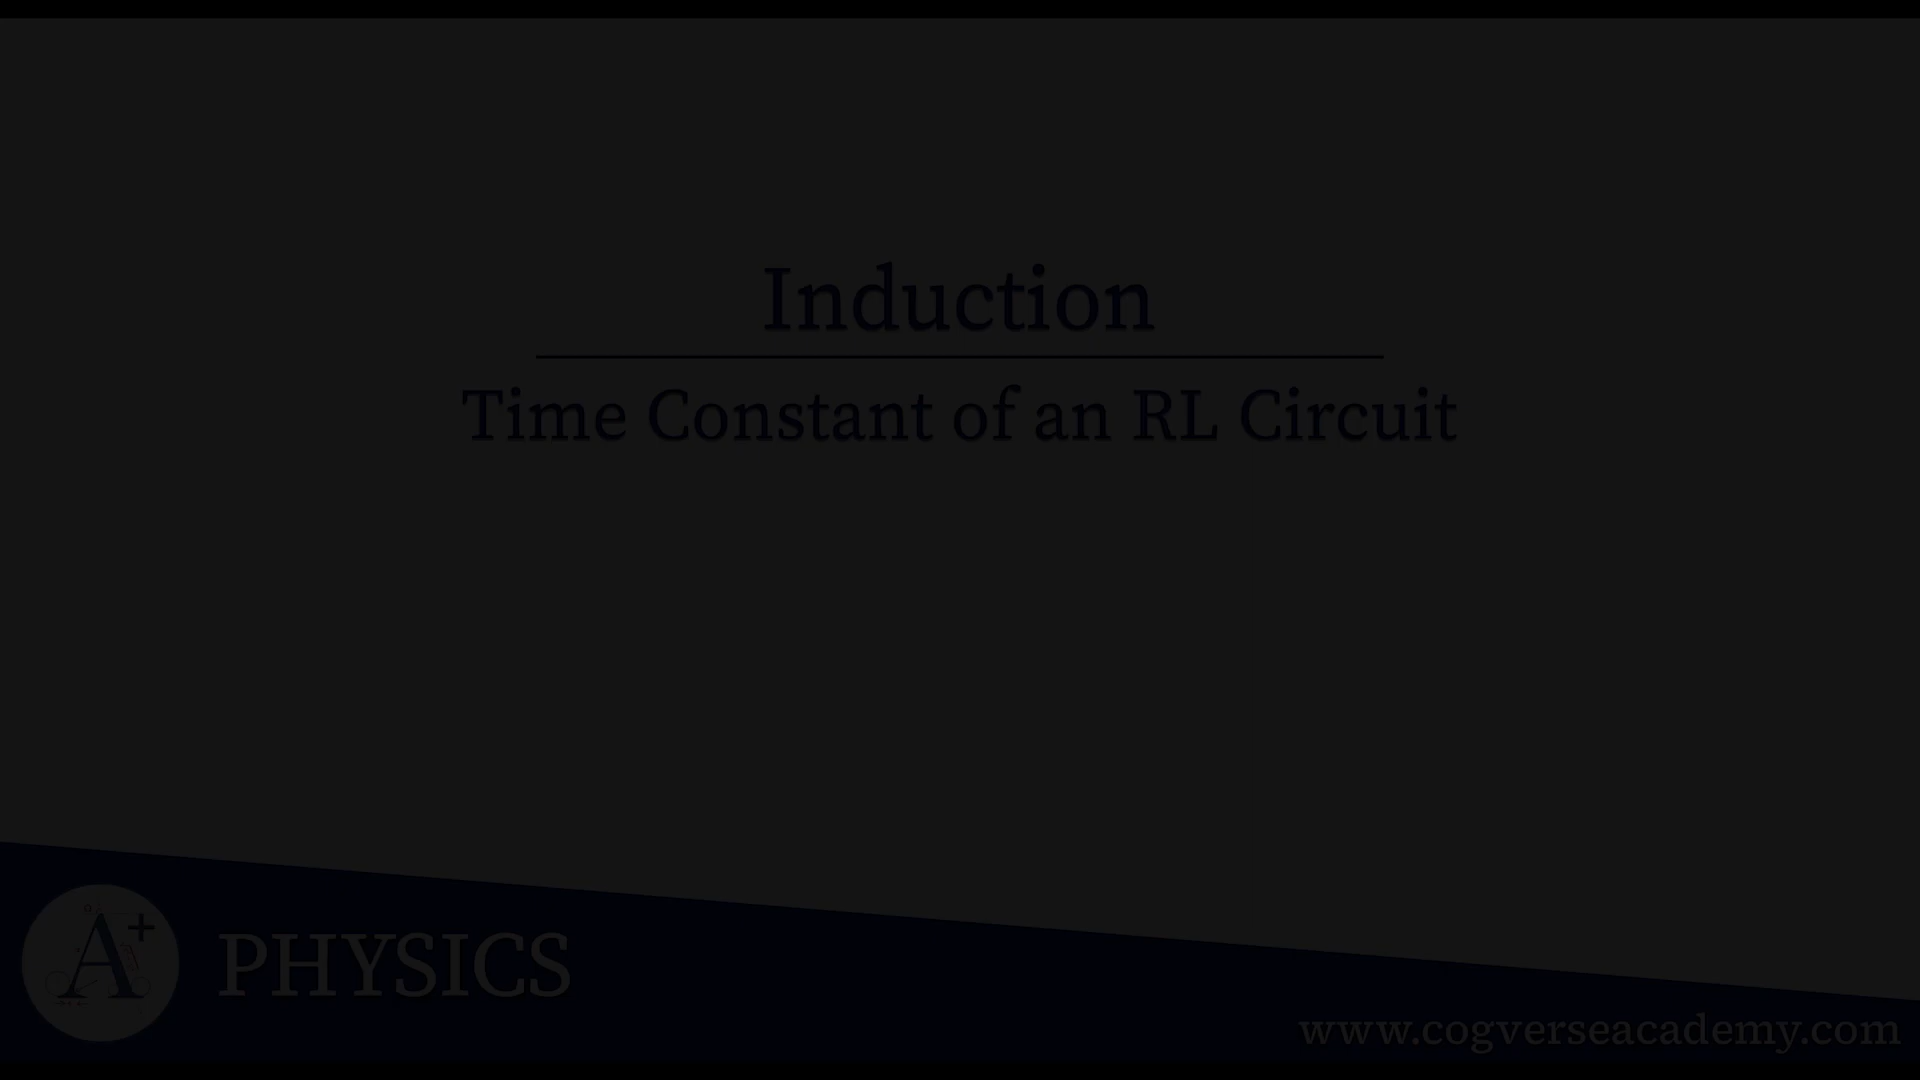 Induction
Time Constant of an RL Circuit
A+
PHYSICS
www.cogverseacademy.com